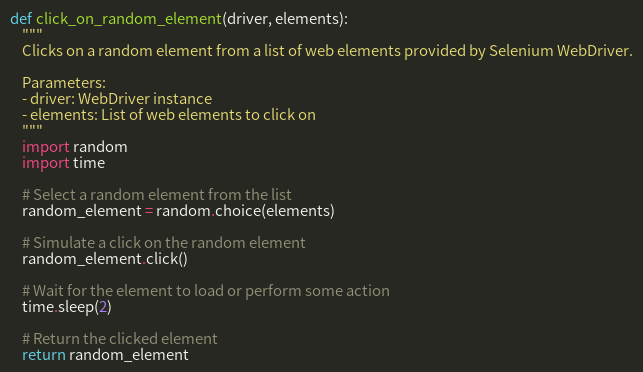 def click_on_random_element(driver, elements):
"""
Clicks on a random element from a list of web elements provided by Selenium WebDriver.
Parameters:
- driver: WebDriver instance
- elements: List of web elements to click on
"""
import random
import time
# Select a random element from the list
random_element = random.choice(elements)
# Simulate a click on the random element
random_element.click()
# Wait for the element to load or perform some action
time.sleep(2)
# Return the clicked element
return random_element